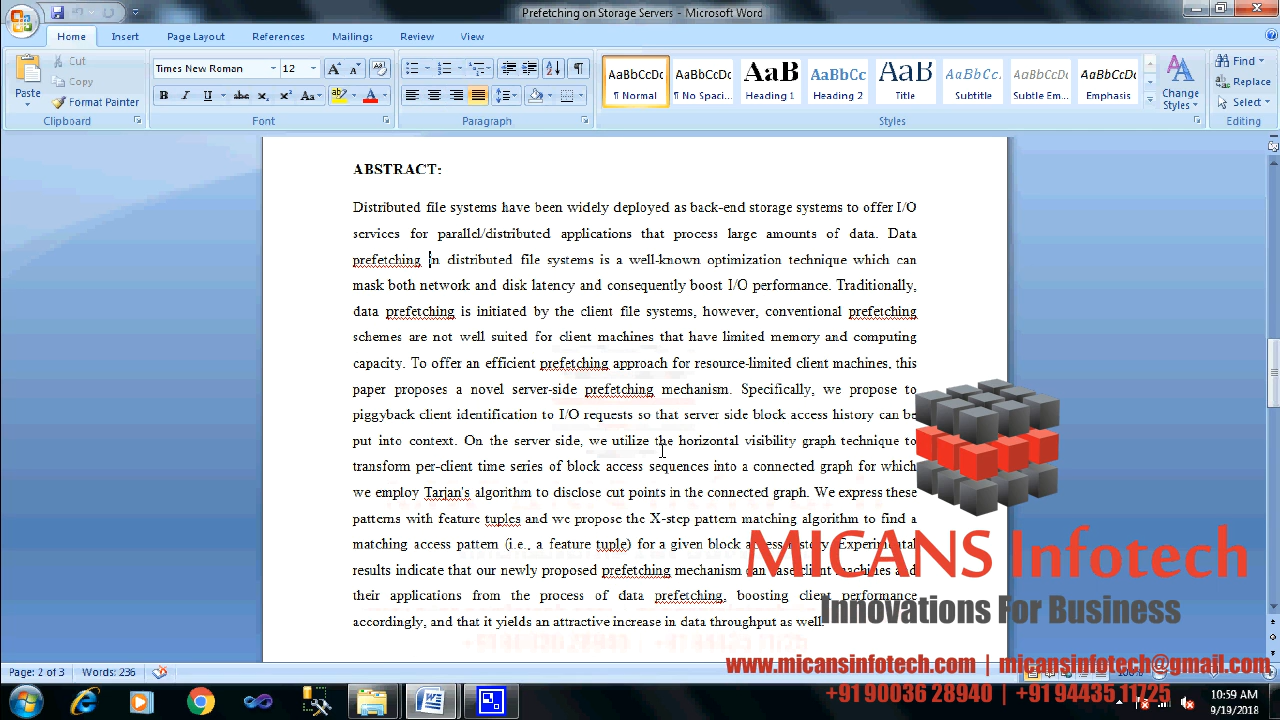 Prefetching on Storage Servers - Microsoft Word
Home Insert Page Layout References Mailings Review View
Paste
Cut
Copy
Format Painter
Clipboard
Times New Roman 12
Font
Paragraph
AaBbCcDc AaBbCcDc AaB AaBbCc AaB AaBbCc. AaBbCcDc AaBbCcDc
¶ Normal ¶ No Spaci... Heading 1 Heading 2 Title Subtitle Subtle Em... Emphasis
Change Styles
Styles
Find
Replace
Select
Editing
ABSTRACT:
Distributed file systems have been widely deployed as back-end storage systems to offer I/O
services for parallel/distributed applications that process large amounts of data. Data
prefetching in distributed file systems is a well-known optimization technique which can
mask both network and disk latency and consequently boost I/O performance. Traditionally,
data prefetching is initiated by the client file systems, however, conventional prefetching
schemes are not well suited for client machines that have limited memory and computing
capacity. To offer an efficient prefetching approach for resource-limited client machines, this
paper proposes a novel server-side prefetching mechanism. Specifically, we propose to
piggyback client identification to I/O requests so that server side block access history can be
put into context. On the server side, we utilize the horizontal visibility graph technique to
transform per-client time series of block access sequences into a connected graph for which
we employ Tarjan's algorithm to disclose cut points in the connected graph. We express these
patterns with feature tuples and we propose the X-step pattern matching algorithm to find a
matching access pattern (i.e., a feature tuple) for a given block access history. Experimental
results indicate that our newly proposed prefetching mechanism can ease client machines and
their applications from the process of data prefetching, boosting client performance
accordingly, and that it yields an attractive increase in data throughput as well.
MICANS Infotech
Innovations For Business
www.micansinfotech.com | micansinfotech@gmail.com
+91 90036 28940 | +91 94435 11725
Page: 2 of 3 Words: 236
100%
10:59 AM
9/19/2018